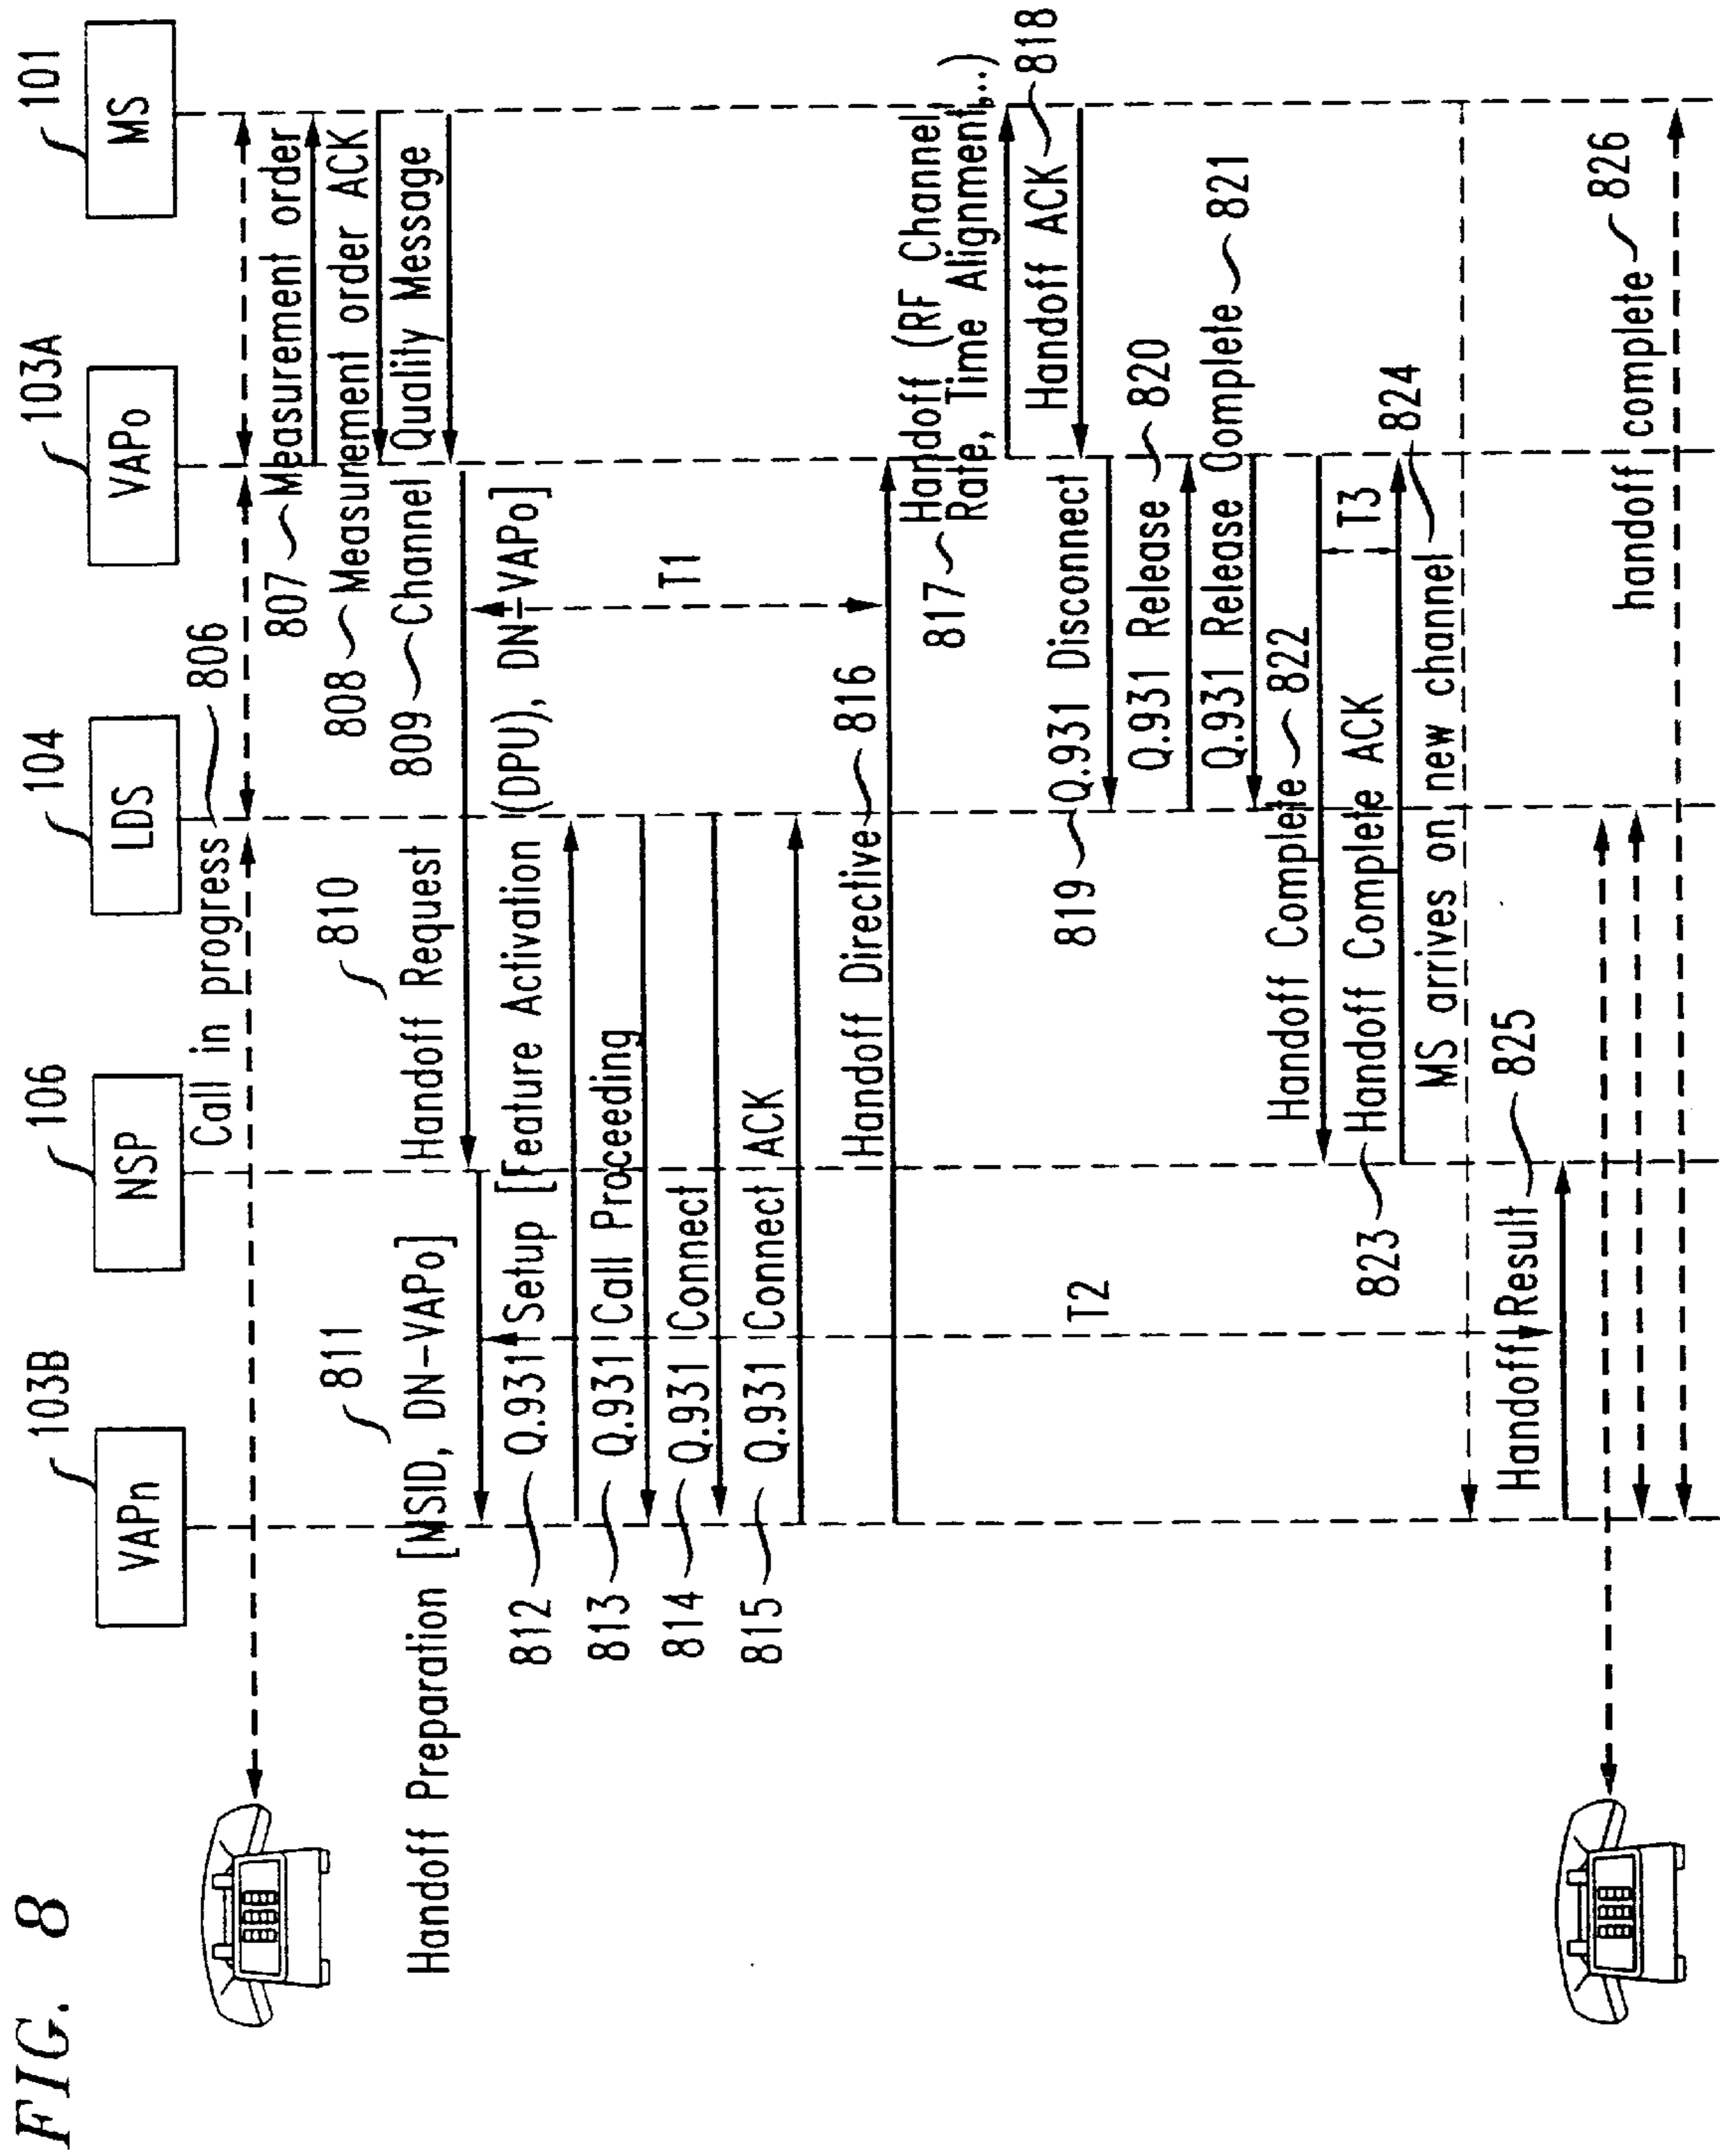 FIG. 8
103B
106
104
103A
101
VAPn
NSP
LDS
VAPo
MS
Call in progress 806
807 Measurement order
808 Measurement order ACK
809 Channel Quality Message
810
Handoff Request
811
Handoff Preparation [MSID, DN-VAPo]
812 Q.931 Setup [Feature Activation (DPU), DN-VAPo]
813 Q.931 Call Proceeding
814 Q.931 Connect
815 Q.931 Connect ACK
T1
Handoff Directive 816
817 Handoff (RF Channel
Rate, Time Alignment,..)
Handoff ACK 818
819 Q.931 Disconnect
Q.931 Release 820
Q.931 Release Complete 821
T2
Handoff Complete 822
823 Handoff Complete ACK
T3
MS arrives on new channel 824
Handoff Result 825
handoff complete 826